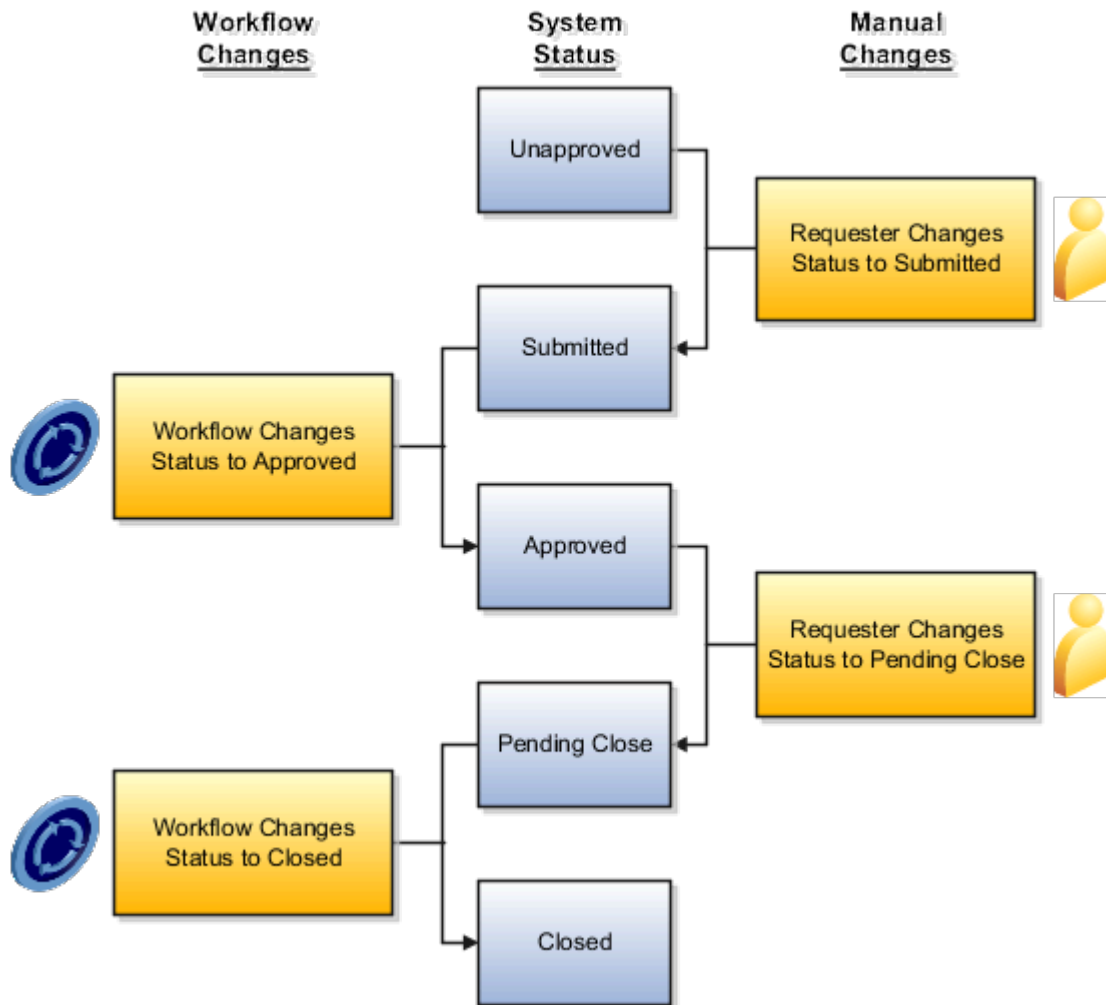 Workflow
Changes
System
Status
Manual
Changes
Unapproved
Requester Changes
Status to Submitted
Submitted
Workflow Changes
Status to Approved
Approved
Requester Changes
Status to Pending Close
Pending Close
Workflow Changes
Status to Closed
Closed